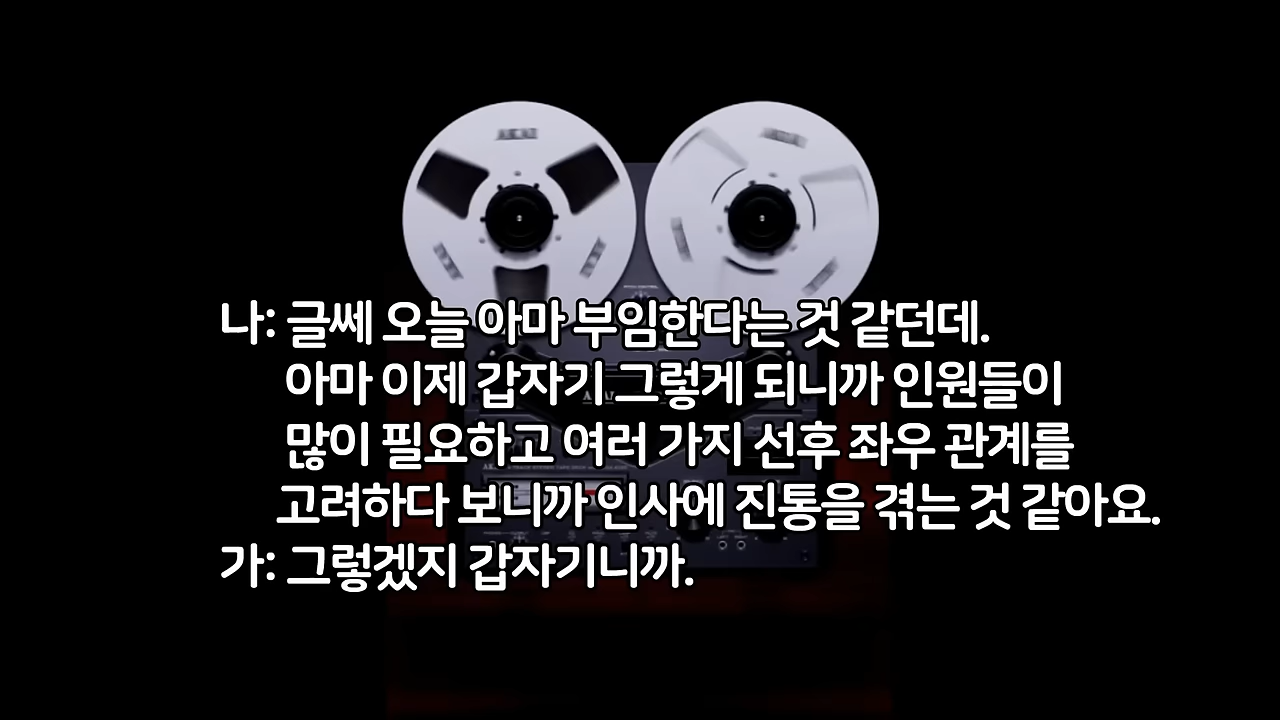 AKAI
나: 글쎄 오늘 아마 부임한다는 것 같던데.
아마 이제 갑자기 그렇게 되니까 인원들이
많이 필요하고 여러 가지 선후 좌우 관계를
고려하다 보니까 인사에 진통을 겪는 것 같아요.
가: 그렇겠지 갑자기니까.